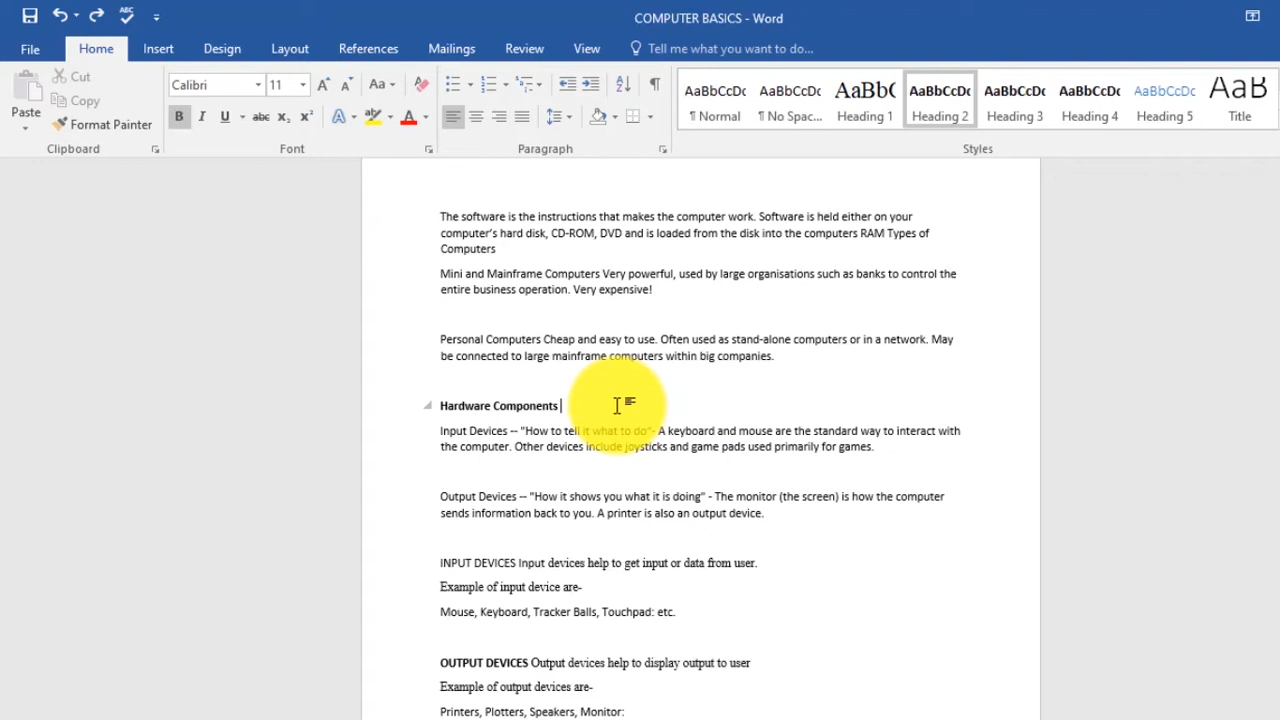 COMPUTER BASICS - Word
File Home Insert Design Layout References Mailings Review View Tell me what you want to do...
Paste
Cut
Copy
Format Painter
Clipboard
Calibri 11
Aa
B I U abc x₂ x²
A
Font
Paragraph
AaBbCcDc AaBbCcDc AaBbC AaBbCcDc AaBbCcDc AaBbCcDc AaBbCcDc AaB
¶ Normal ¶ No Spac... Heading 1 Heading 2 Heading 3 Heading 4 Heading 5 Title
Styles
The software is the instructions that makes the computer work. Software is held either on your
computer's hard disk, CD-ROM, DVD and is loaded from the disk into the computers RAM Types of
Computers
Mini and Mainframe Computers Very powerful, used by large organisations such as banks to control the
entire business operation. Very expensive!
Personal Computers Cheap and easy to use. Often used as stand-alone computers or in a network. May
be connected to large mainframe computers within big companies.
Hardware Components
Input Devices -- "How to tell it what to do"- A keyboard and mouse are the standard way to interact with
the computer. Other devices include joysticks and game pads used primarily for games.
Output Devices -- "How it shows you what it is doing" - The monitor (the screen) is how the computer
sends information back to you. A printer is also an output device.
INPUT DEVICES Input devices help to get input or data from user.
Example of input device are-
Mouse, Keyboard, Tracker Balls, Touchpad: etc.
OUTPUT DEVICES Output devices help to display output to user
Example of output devices are-
Printers, Plotters, Speakers, Monitor: